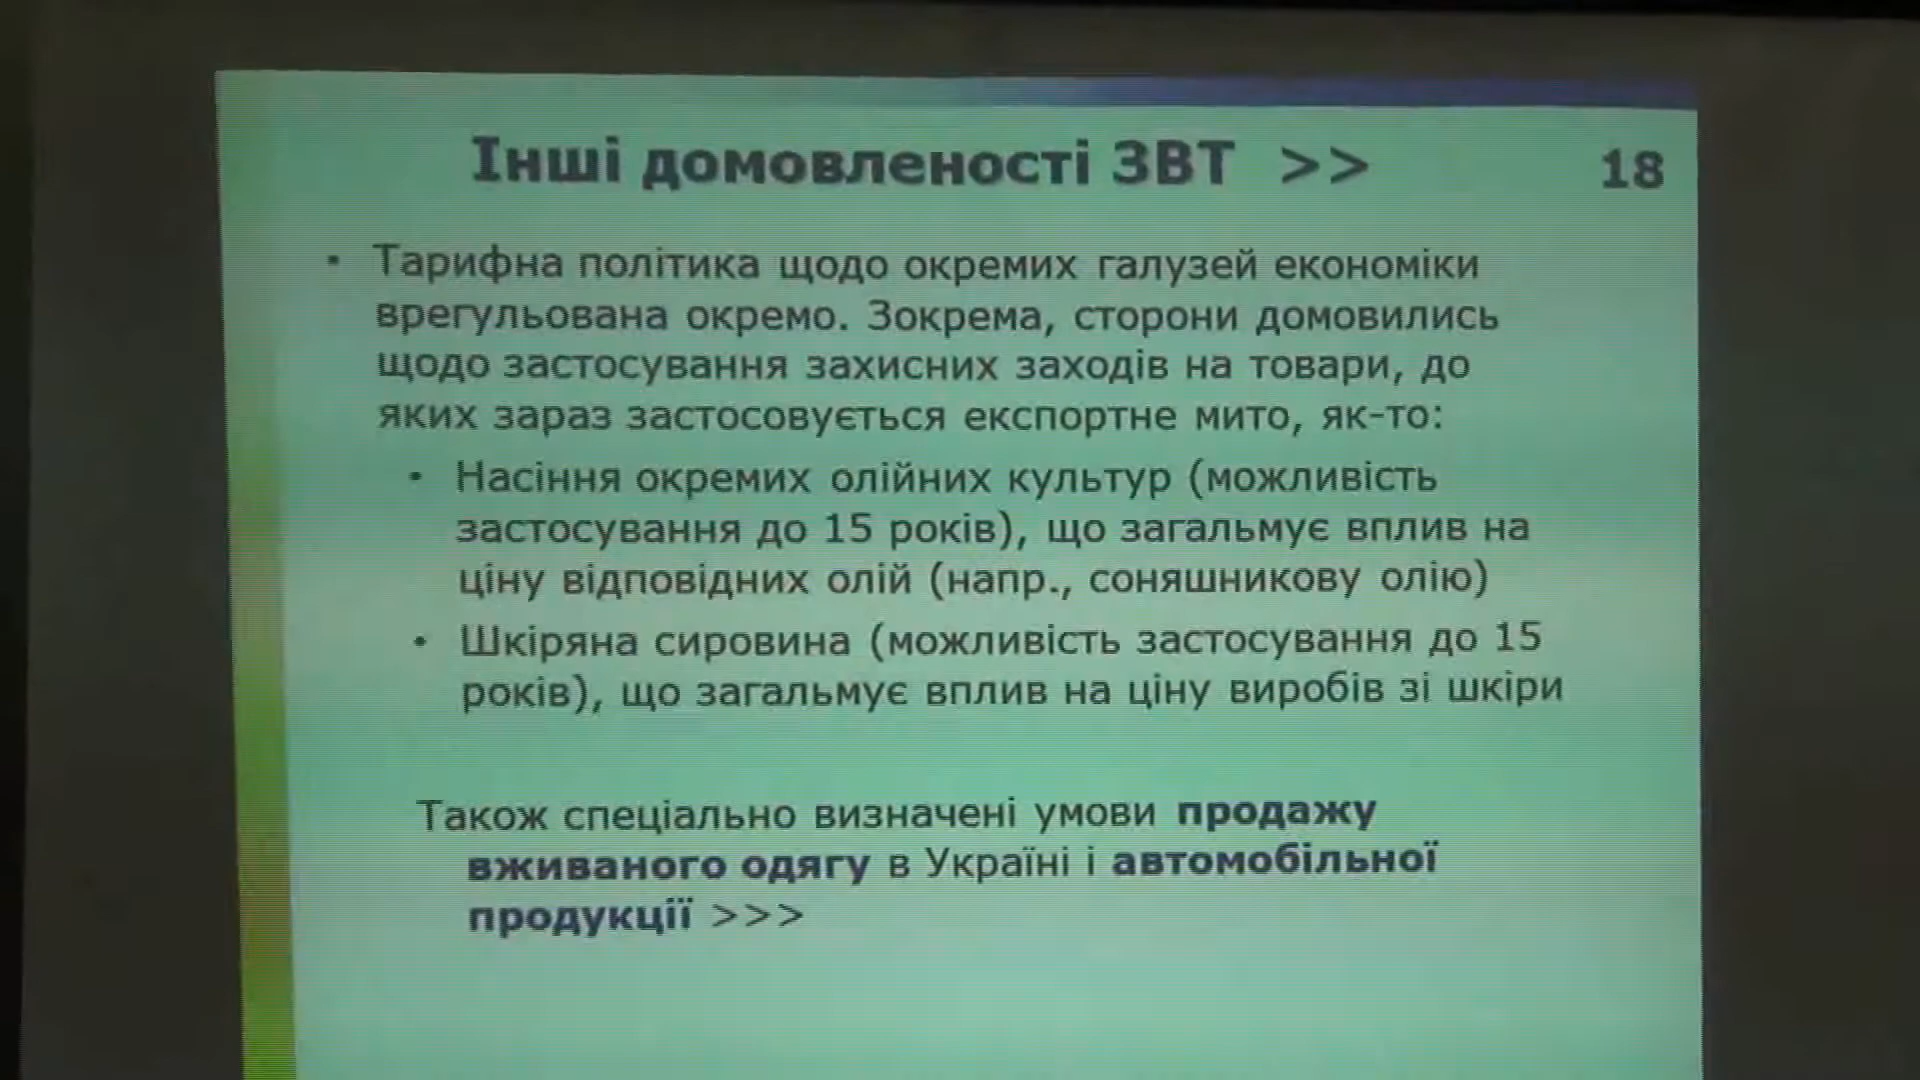 Інші домовленості ЗВТ >>
18
• Тарифна політика щодо окремих галузей економіки
врегульована окремо. Зокрема, сторони домовились
щодо застосування захисних заходів на товари, до
яких зараз застосовується експортне мито, як-то:
• Насіння окремих олійних культур (можливість
застосування до 15 років), що загальмує вплив на
ціну відповідних олій (напр., соняшникову олію)
• Шкіряна сировина (можливість застосування до 15
років), що загальмує вплив на ціну виробів зі шкіри
Також спеціально визначені умови продажу
вживаного одягу в Україні і автомобільної
продукції >>>